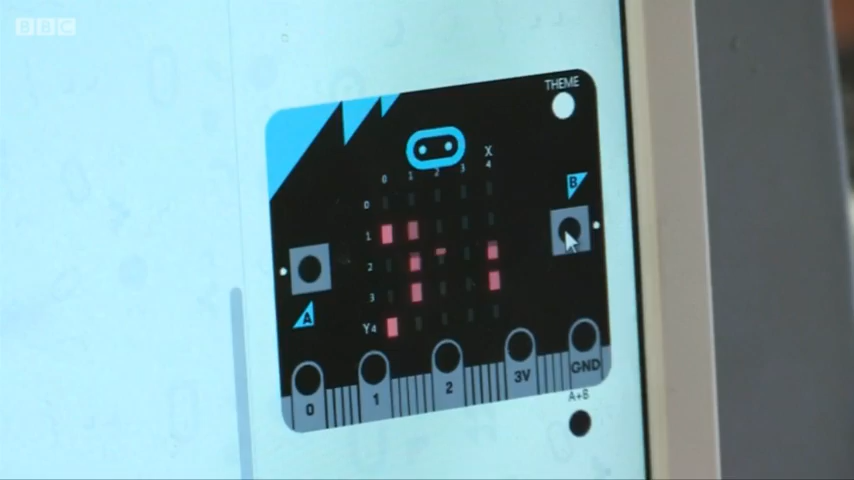 BBC
THEME
X
0 1 2 3 4
0
1
2
3
Y4
B
A
0 1 2 3V GND
A+B